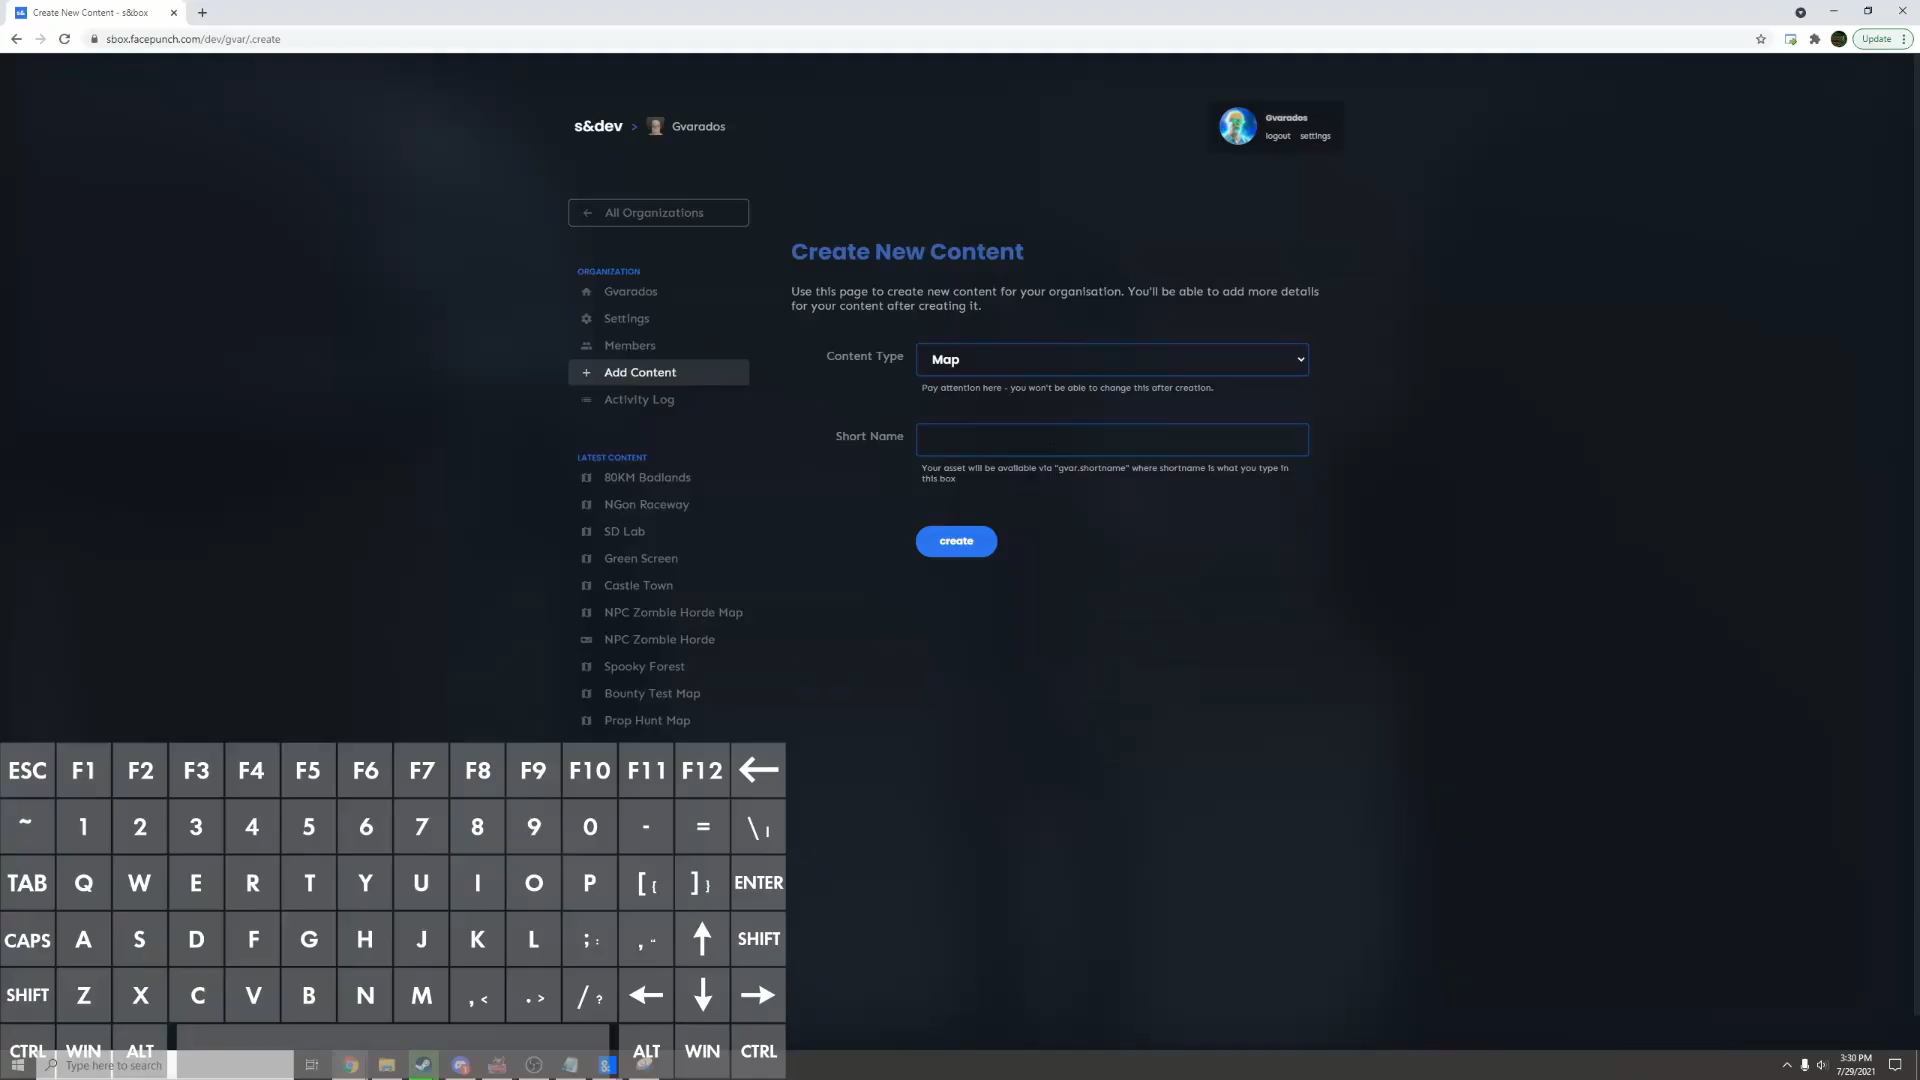 Create New Content - s&box
sbox.facepunch.com/dev/gvar/.create
Update
s&dev > Gvarados
Gvarados
logout settings
All Organizations
ORGANIZATION
Gvarados
Settings
Members
Add Content
Activity Log
LATEST CONTENT
80KM Badlands
NGon Raceway
SD Lab
Green Screen
Castle Town
NPC Zombie Horde Map
NPC Zombie Horde
Spooky Forest
Bounty Test Map
Prop Hunt Map
Create New Content
Use this page to create new content for your organisation. You'll be able to add more details
for your content after creating it.
Content Type
Map
Pay attention here - you won't be able to change this after creation.
Short Name
Your asset will be available via "gvar.shortname" where shortname is what you type in
this box
create
ESC F1 F2 F3 F4 F5 F6 F7 F8 F9 F10 F11 F12 ←
~ 1 2 3 4 5 6 7 8 9 0 - = \ |
TAB Q W E R T Y U I O P [ { ] } ENTER
CAPS A S D F G H J K L ; : , " ↑ SHIFT
SHIFT Z X C V B N M , < . > / ? ← ↓ →
CTRL WIN ALT ALT WIN CTRL
Type here to search
3:30 PM
7/29/2021